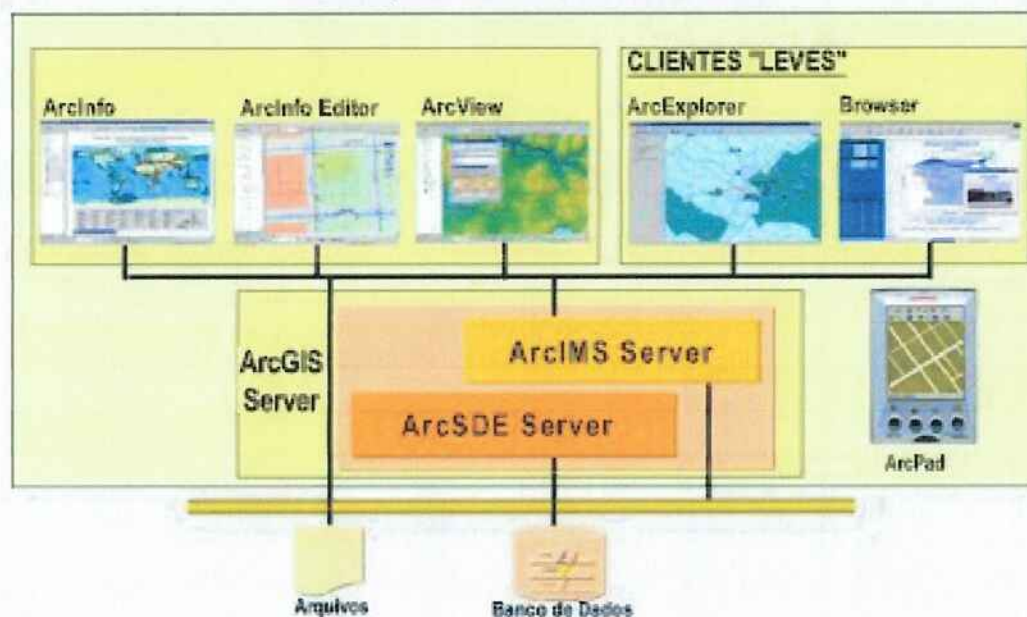 CLIENTES "LEVES"
ArcInfo
ArcInfo Editor
ArcView
ArcExplorer
Browser
ArcGIS
Server
ArcIMS Server
ArcSDE Server
ArcPad
Arquivos
Banco de Dados